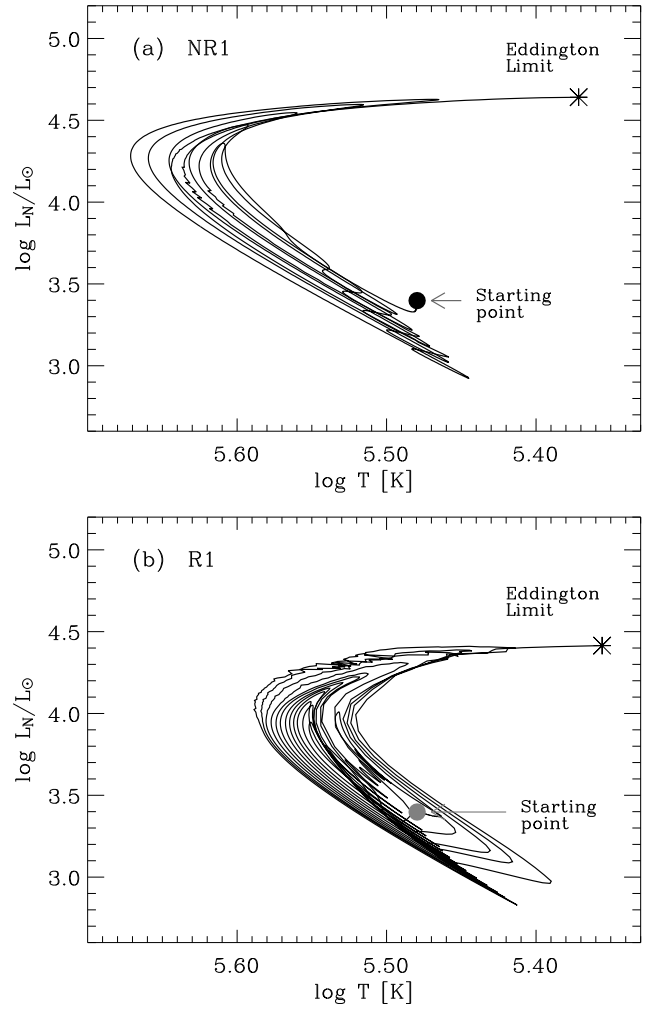 (a) NR1
Eddington
Limit
5.0
4.5
4.0
3.5
3.0
log L_N/L⊙
Starting
point
5.60 5.50 5.40
log T [K]
(b) R1
Eddington
Limit
5.0
4.5
4.0
3.5
3.0
log L_N/L⊙
Starting
point
5.60 5.50 5.40
log T [K]